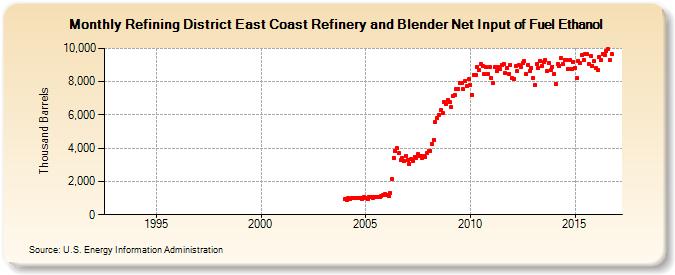 Monthly Refining District East Coast Refinery and Blender Net Input of Fuel Ethanol
Thousand Barrels
10,000
8,000
6,000
4,000
2,000
0
1995 2000 2005 2010 2015
Source: U.S. Energy Information Administration